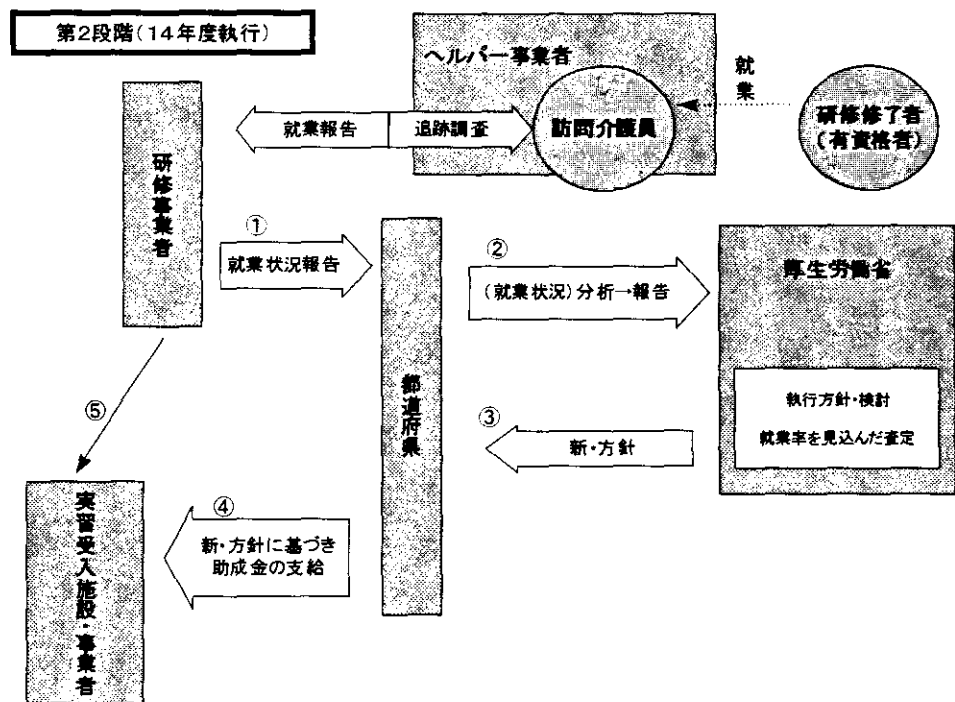 第2段階(14年度執行)
ヘルパー事業者
就業
研修修了者
(有資格者)
訪問介護員
就業報告
追跡調査
研修事業者
①
就業状況報告
②
(就業状況)分析→報告
厚生労働省
執行方針・検討
就業率を見込んだ査定
都道府県
③
新・方針
④
新・方針に基づき
助成金の支給
⑤
実習受入施設・事業者